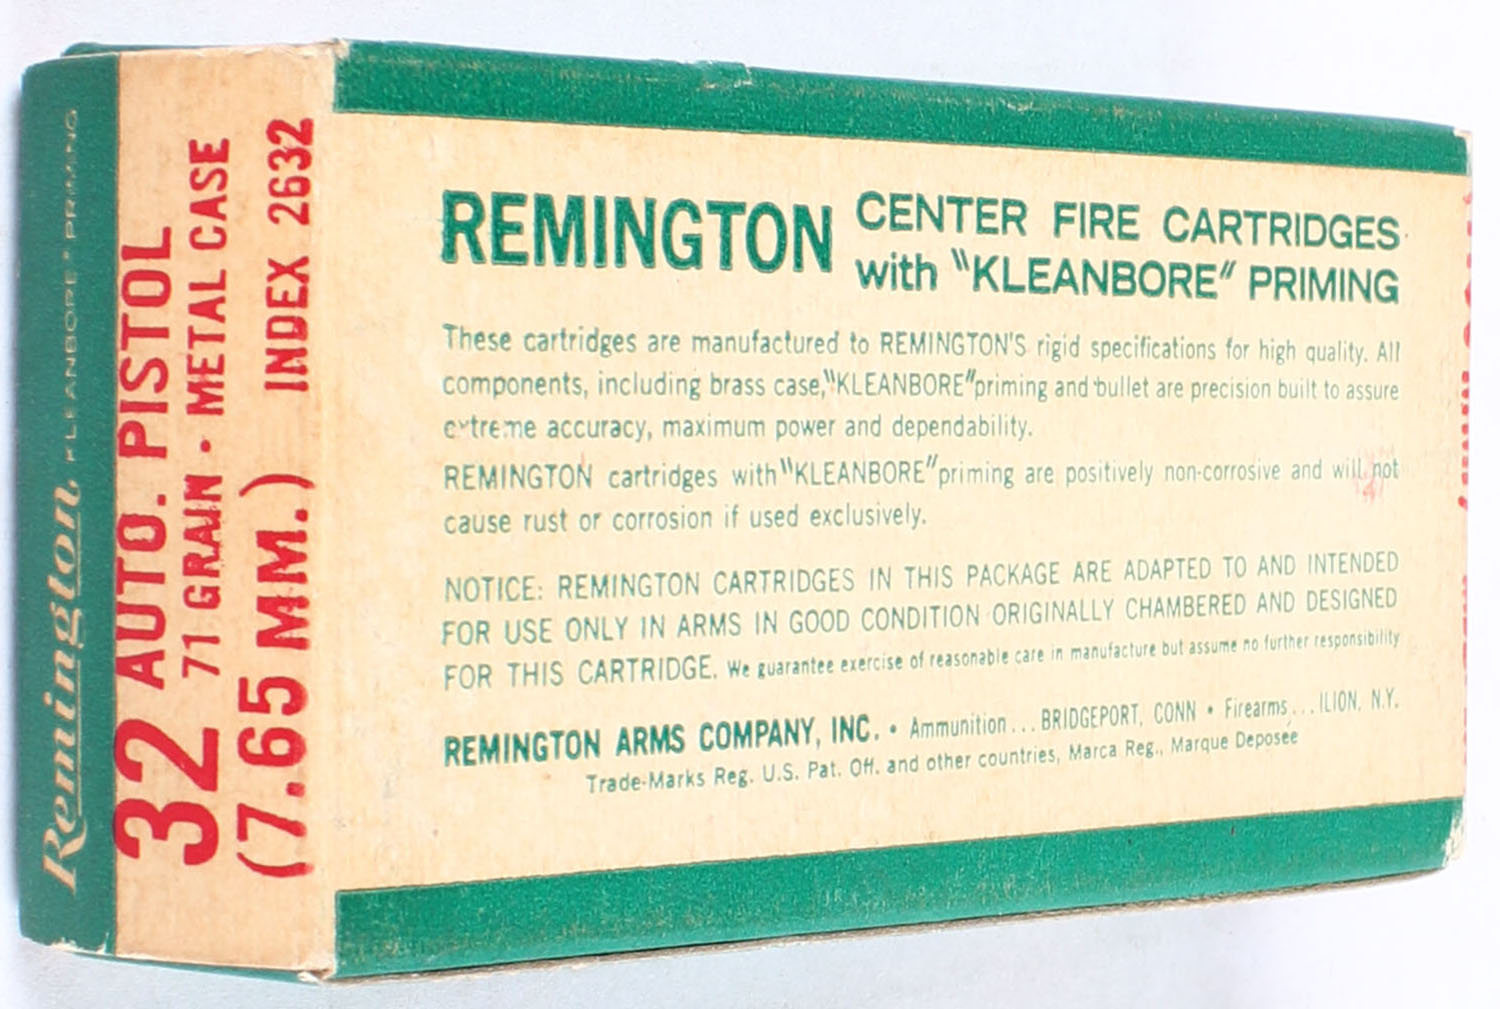 Remington KLEANBORE® PRIMING
32 AUTO. PISTOL
71 GRAIN • METAL CASE
(7.65 MM.) INDEX 2632
REMINGTON CENTER FIRE CARTRIDGES
with "KLEANBORE" PRIMING
These cartridges are manufactured to REMINGTON'S rigid specifications for high quality. All
components, including brass case, "KLEANBORE" priming and bullet are precision built to assure
extreme accuracy, maximum power and dependability.
REMINGTON cartridges with "KLEANBORE" priming are positively non-corrosive and will not
cause rust or corrosion if used exclusively.
NOTICE: REMINGTON CARTRIDGES IN THIS PACKAGE ARE ADAPTED TO AND INTENDED
FOR USE ONLY IN ARMS IN GOOD CONDITION ORIGINALLY CHAMBERED AND DESIGNED
FOR THIS CARTRIDGE. We guarantee exercise of reasonable care in manufacture but assume no further responsibility
REMINGTON ARMS COMPANY, INC. • Ammunition... BRIDGEPORT, CONN • Firearms... ILION, N.Y.
Trade-Marks Reg. U.S. Pat. Off. and other countries, Marca Reg., Marque Deposée